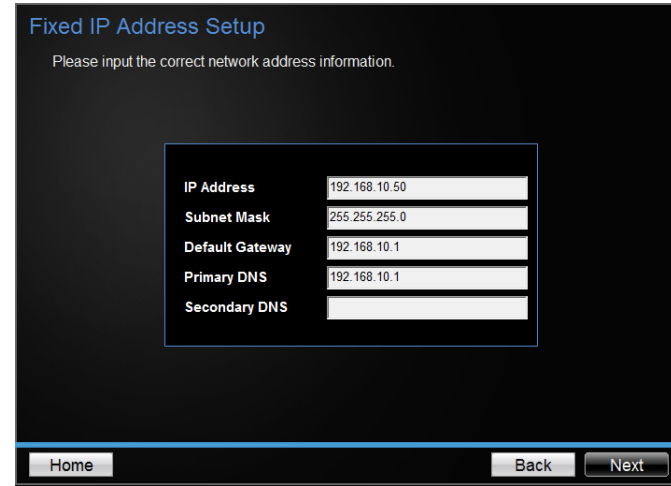 Fixed IP Address Setup
Please input the correct network address information.
IP Address 192.168.10.50
Subnet Mask 255.255.255.0
Default Gateway 192.168.10.1
Primary DNS 192.168.10.1
Secondary DNS
Home Back Next